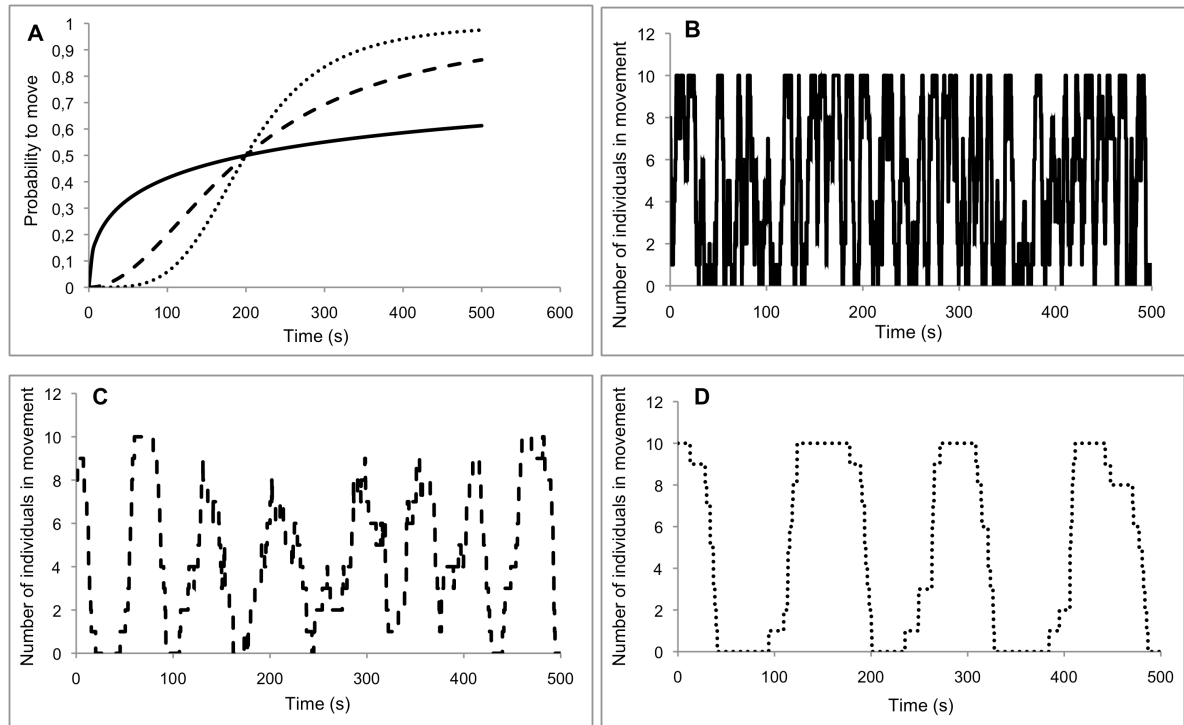 A
Probability to move
1
0,9
0,8
0,7
0,6
0,5
0,4
0,3
0,2
0,1
0
0 100 200 300 400 500 600
Time (s)
B
Number of individuals in movement
12
10
8
6
4
2
0
0 100 200 300 400 500
Time (s)
C
Number of individuals in movement
12
10
8
6
4
2
0
0 100 200 300 400 500
Time (s)
D
Number of individuals in movement
12
10
8
6
4
2
0
0 100 200 300 400 500
Time (s)